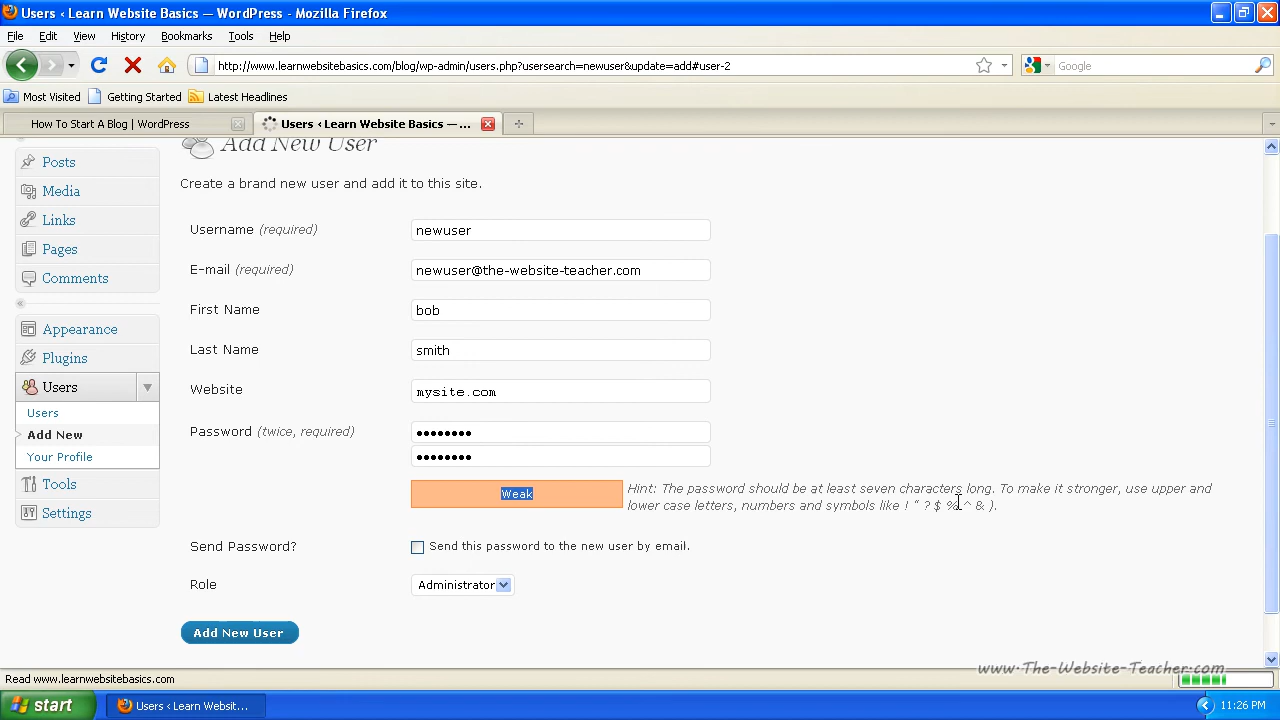 Users ‹ Learn Website Basics — WordPress - Mozilla Firefox
File Edit View History Bookmarks Tools Help
http://www.learnwebsitebasics.com/blog/wp-admin/users.php?usersearch=newuser&update=add#user-2
Google
Most Visited Getting Started Latest Headlines
How To Start A Blog | WordPress
Users ‹ Learn Website Basics — ...
Posts
Media
Links
Pages
Comments
Appearance
Plugins
Users
Users
Add New
Your Profile
Tools
Settings
Add New User
Create a brand new user and add it to this site.
Username (required) newuser
E-mail (required) newuser@the-website-teacher.com
First Name bob
Last Name smith
Website mysite.com
Password (twice, required) ••••••••
••••••••
Weak
Hint: The password should be at least seven characters long. To make it stronger, use upper and
lower case letters, numbers and symbols like ! " ? $ % ^ & ).
Send Password? Send this password to the new user by email.
Role Administrator
Add New User
www.The-Website-Teacher.com
Read www.learnwebsitebasics.com
start
Users ‹ Learn Websit...
11:26 PM